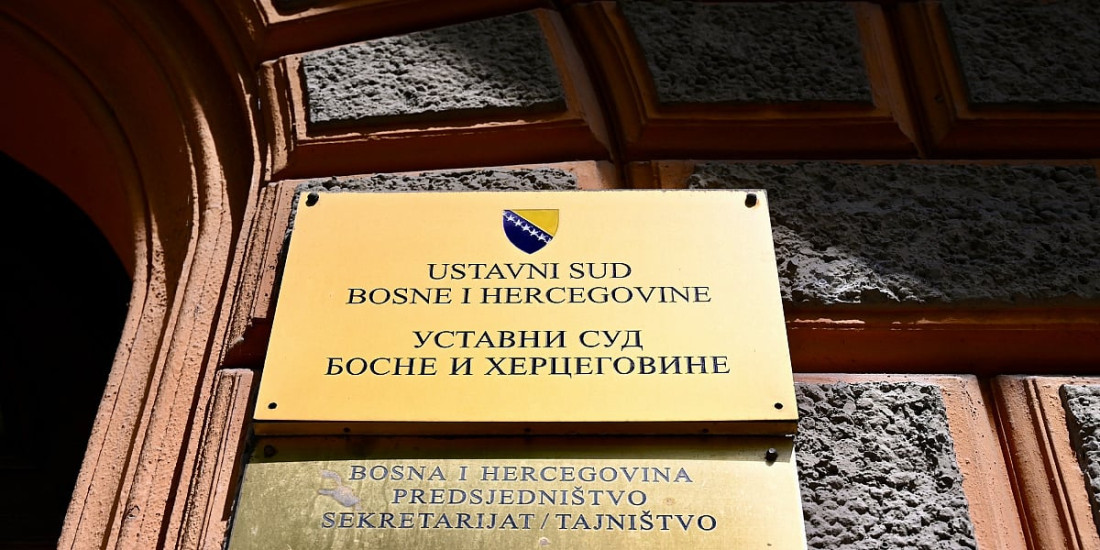 USTAVNI SUD
BOSNE I HERCEGOVINE
УСТАВНИ СУД
БОСНЕ И ХЕРЦЕГОВИНЕ
BOSNA I HERCEGOVINA
PREDSJEDNIŠTVO
SEKRETARIJAT/TAJNIŠTVO